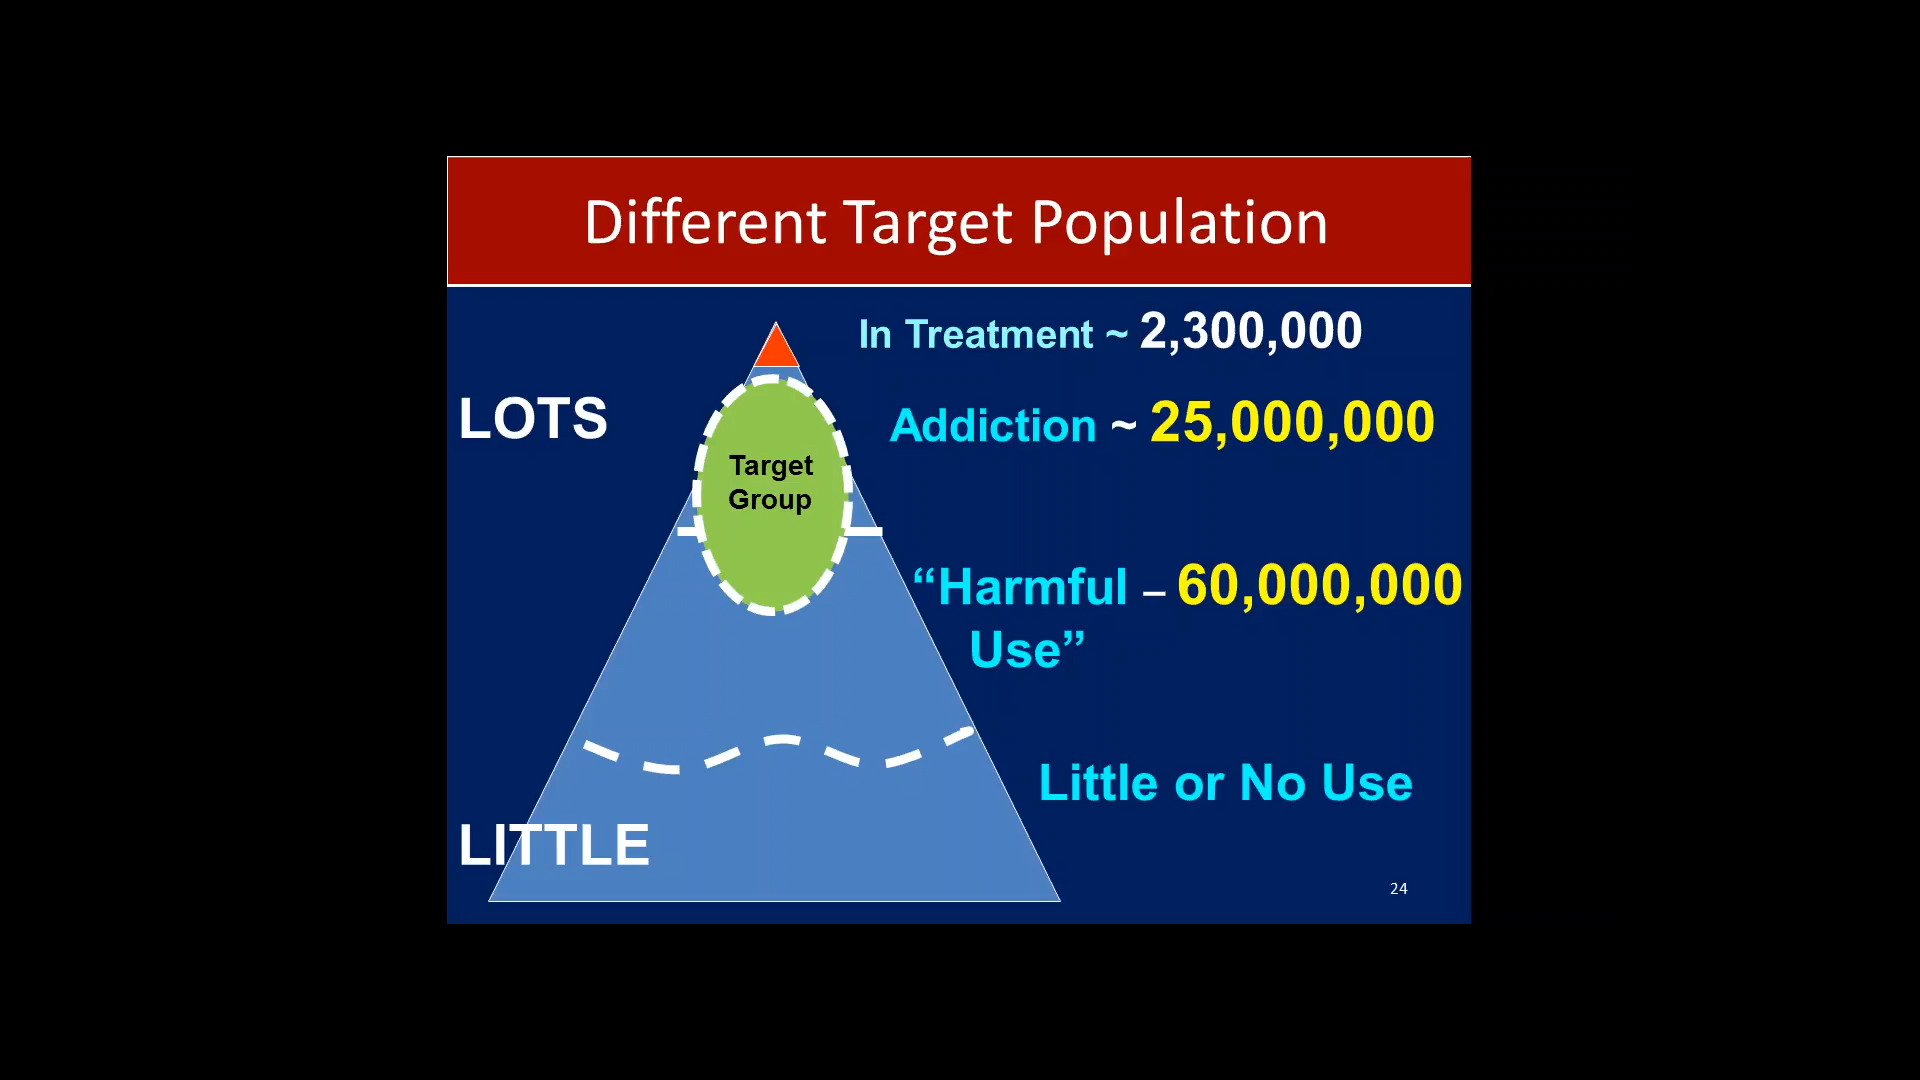 Different Target Population
In Treatment ~ 2,300,000
LOTS
Addiction ~ 25,000,000
Target
Group
“Harmful – 60,000,000
Use”
Little or No Use
LITTLE
24